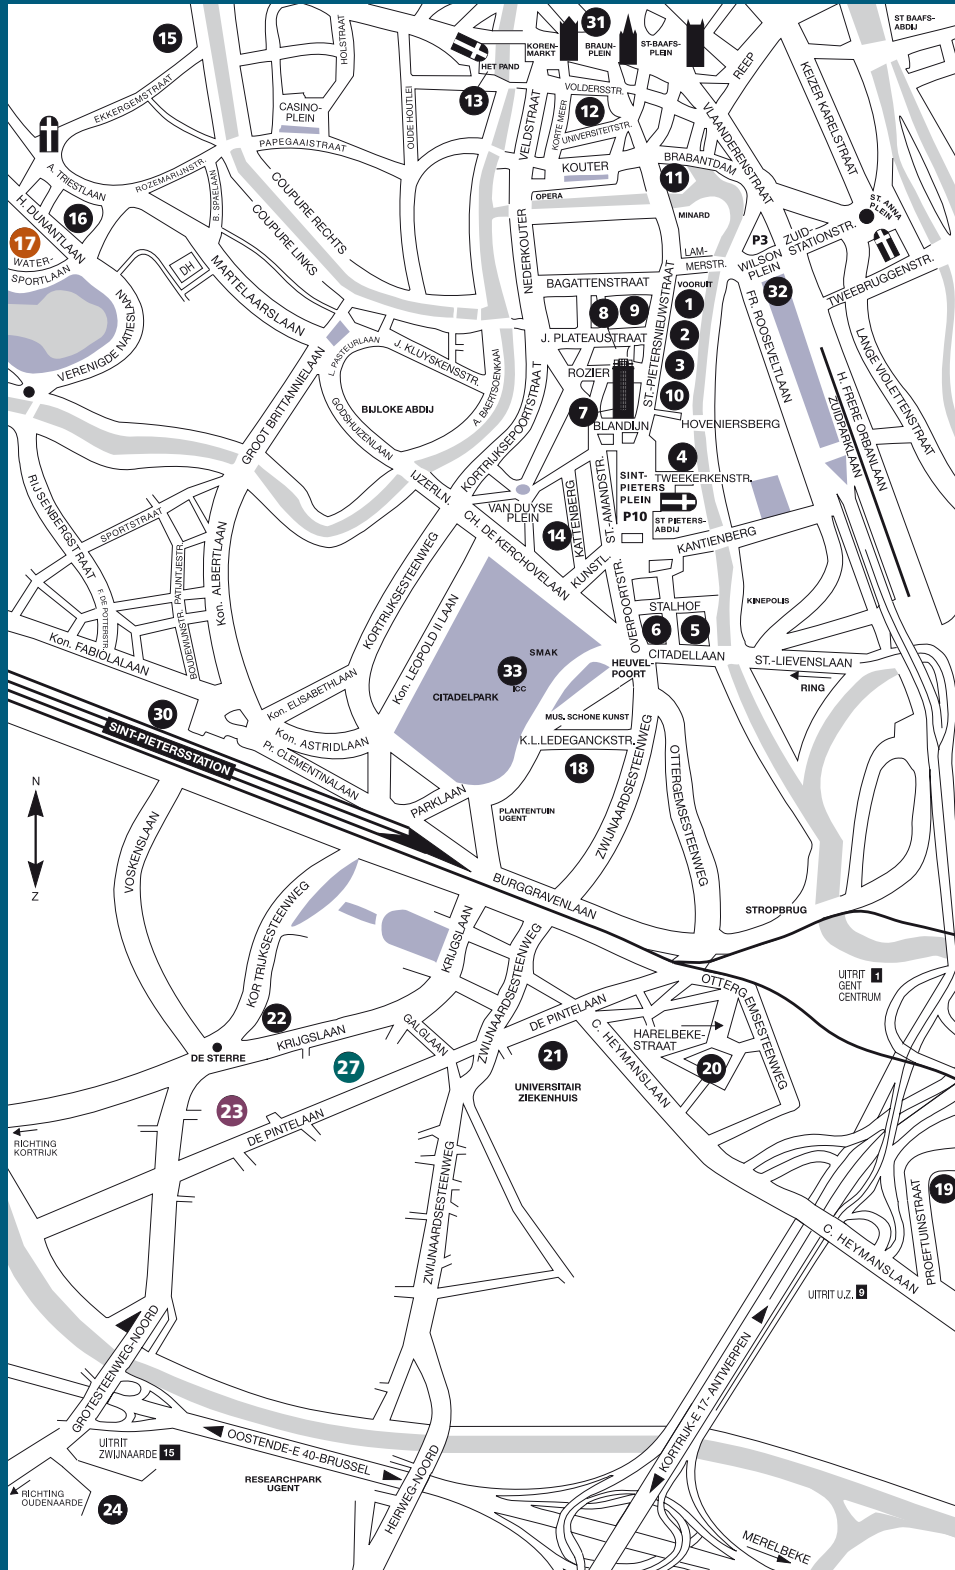 15
31
ST BAAFS-
ABDIJ
KOREN-
MARKT
BRAUN-
PLEIN
ST-BAAFS-
PLEIN
HOLSTRAAT
HET PAND
REEP
KEIZER KARELSTRAAT
EKKERGEMSTRAAT
CASINO-
PLEIN
OUDE HOUTLEI
13
VELDSTRAAT
VOLDERSSTR.
KORTE MEER
12
UNIVERSITEITSTR.
VLAANDERENSTRAAT
PAPEGAAISTRAAT
A. TRIESTLAAN
ROZEMARIJNSTR.
B. SPAELAAN
COUPURE RECHTS
COUPURE LINKS
KOUTER
BRABANTDAM
11
OPERA
MINARD
ST. ANNA
PLEIN
16
H. DUNANTLAAN
17
WATER-
SPORTLAAN
DH
MARTELAARSLAAN
NEDERKOUTER
P3
ZUID-
STATIONSTR.
WILSON
PLEIN
LAM-
MERSTR.
TWEEBRUGGENSTR.
BAGATTENSTRAAT
VOORUIT
1
32
8
9
J. PLATEAUSTRAAT
2
ST.-PIETERSNIEUWSTRAAT
FR. ROOSEVELTLAAN
VERENIGDE NATIESLAAN
L. PASTEURLAAN
J. KLUYSKENSSTR.
A. BAERTSOENKAAI
GROOT BRITTANNIELAAN
BIJLOKE ABDIJ
GODSHUIZENLAAN
ROZIER
3
10
7
BLANDIJN
HOVENIERSBERG
H. FRERE ORBANLAAN
ZUIDPARKLAAN
LANGE VIOLETTENSTRAAT
KORTRIJKSEPOORTSTRAAT
IJZERLN.
4
TWEEKERKENSTR.
SINT-
PIETERS
PLEIN
P10
ST PIETERS-
ABDIJ
RIJSENBERGSTRAAT
SPORTSTRAAT
VAN DUYSE
PLEIN
14
KATTENBERG
ST.-AMANDSTR.
KANTIENBERG
CH. DE KERCHOVELAAN
KUNSTL.
KORTRIJKSESTEENWEG
Kon. ALBERTLAAN
PATIJNTJESTR.
F. DE POTTERSTR.
BOUDEWIJNSTR.
OVERPOORTSTR.
STALHOF
KINEPOLIS
6
5
CITADELLAAN
ST.-LIEVENSLAAN
Kon. FABIOLALAAN
Kon. LEOPOLD II LAAN
SMAK
33
ICC
CITADELPARK
HEUVEL-
POORT
RING
Kon. ELISABETHLAAN
30
SINT-PIETERSSTATION
Kon. ASTRIDLAAN
Pr. CLEMENTINALAAN
MUS. SCHONE KUNST
K.L.LEDEGANCKSTR.
18
ZWIJNAARDSESTEENWEG
OTTERGEMSESTEENWEG
N
Z
PARKLAAN
PLANTENTUIN
UGENT
VOSKENSLAAN
BURGGRAVENLAAN
STROPBRUG
KORTRIJKSESTEENWEG
KRIJGSLAAN
ZWIJNAARDSESTEENWEG
UITRIT 1
GENT
CENTRUM
OTTERGEMSESTEENWEG
22
KRIJGSLAAN
GALGLAAN
DE PINTELAAN
C. HEYMANSLAAN
HARELBEKE-
STRAAT
DE STERRE
27
21
UNIVERSITAIR
ZIEKENHUIS
20
23
DE PINTELAAN
RICHTING
KORTRIJK
ZWIJNAARDSESTEENWEG
19
PROEFTUINSTRAAT
C. HEYMANSLAAN
UITRIT U.Z. 9
GROTESTEENWEG-NOORD
KORTRIJK-E 17- ANTWERPEN
UITRIT
ZWIJNAARDE 15
OOSTENDE-E 40-BRUSSEL
RESEARCHPARK
UGENT
HEIRWEG-NOORD
RICHTING
OUDENAARDE
24
MERELBEKE